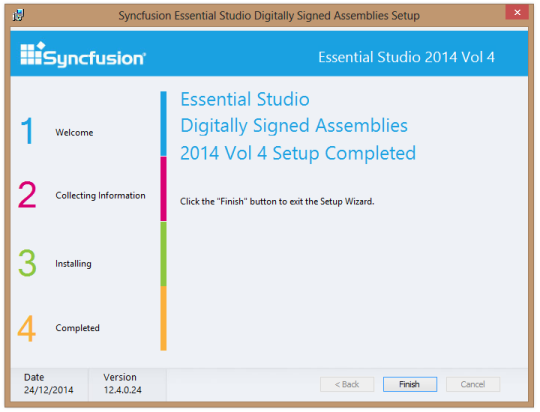 Syncfusion Essential Studio Digitally Signed Assemblies Setup
Syncfusion
Essential Studio 2014 Vol 4
1 Welcome
2 Collecting Information
3 Installing
4 Completed
Essential Studio
Digitally Signed Assemblies
2014 Vol 4 Setup Completed
Click the "Finish" button to exit the Setup Wizard.
Date
24/12/2014
Version
12.4.0.24
< Back
Finish
Cancel